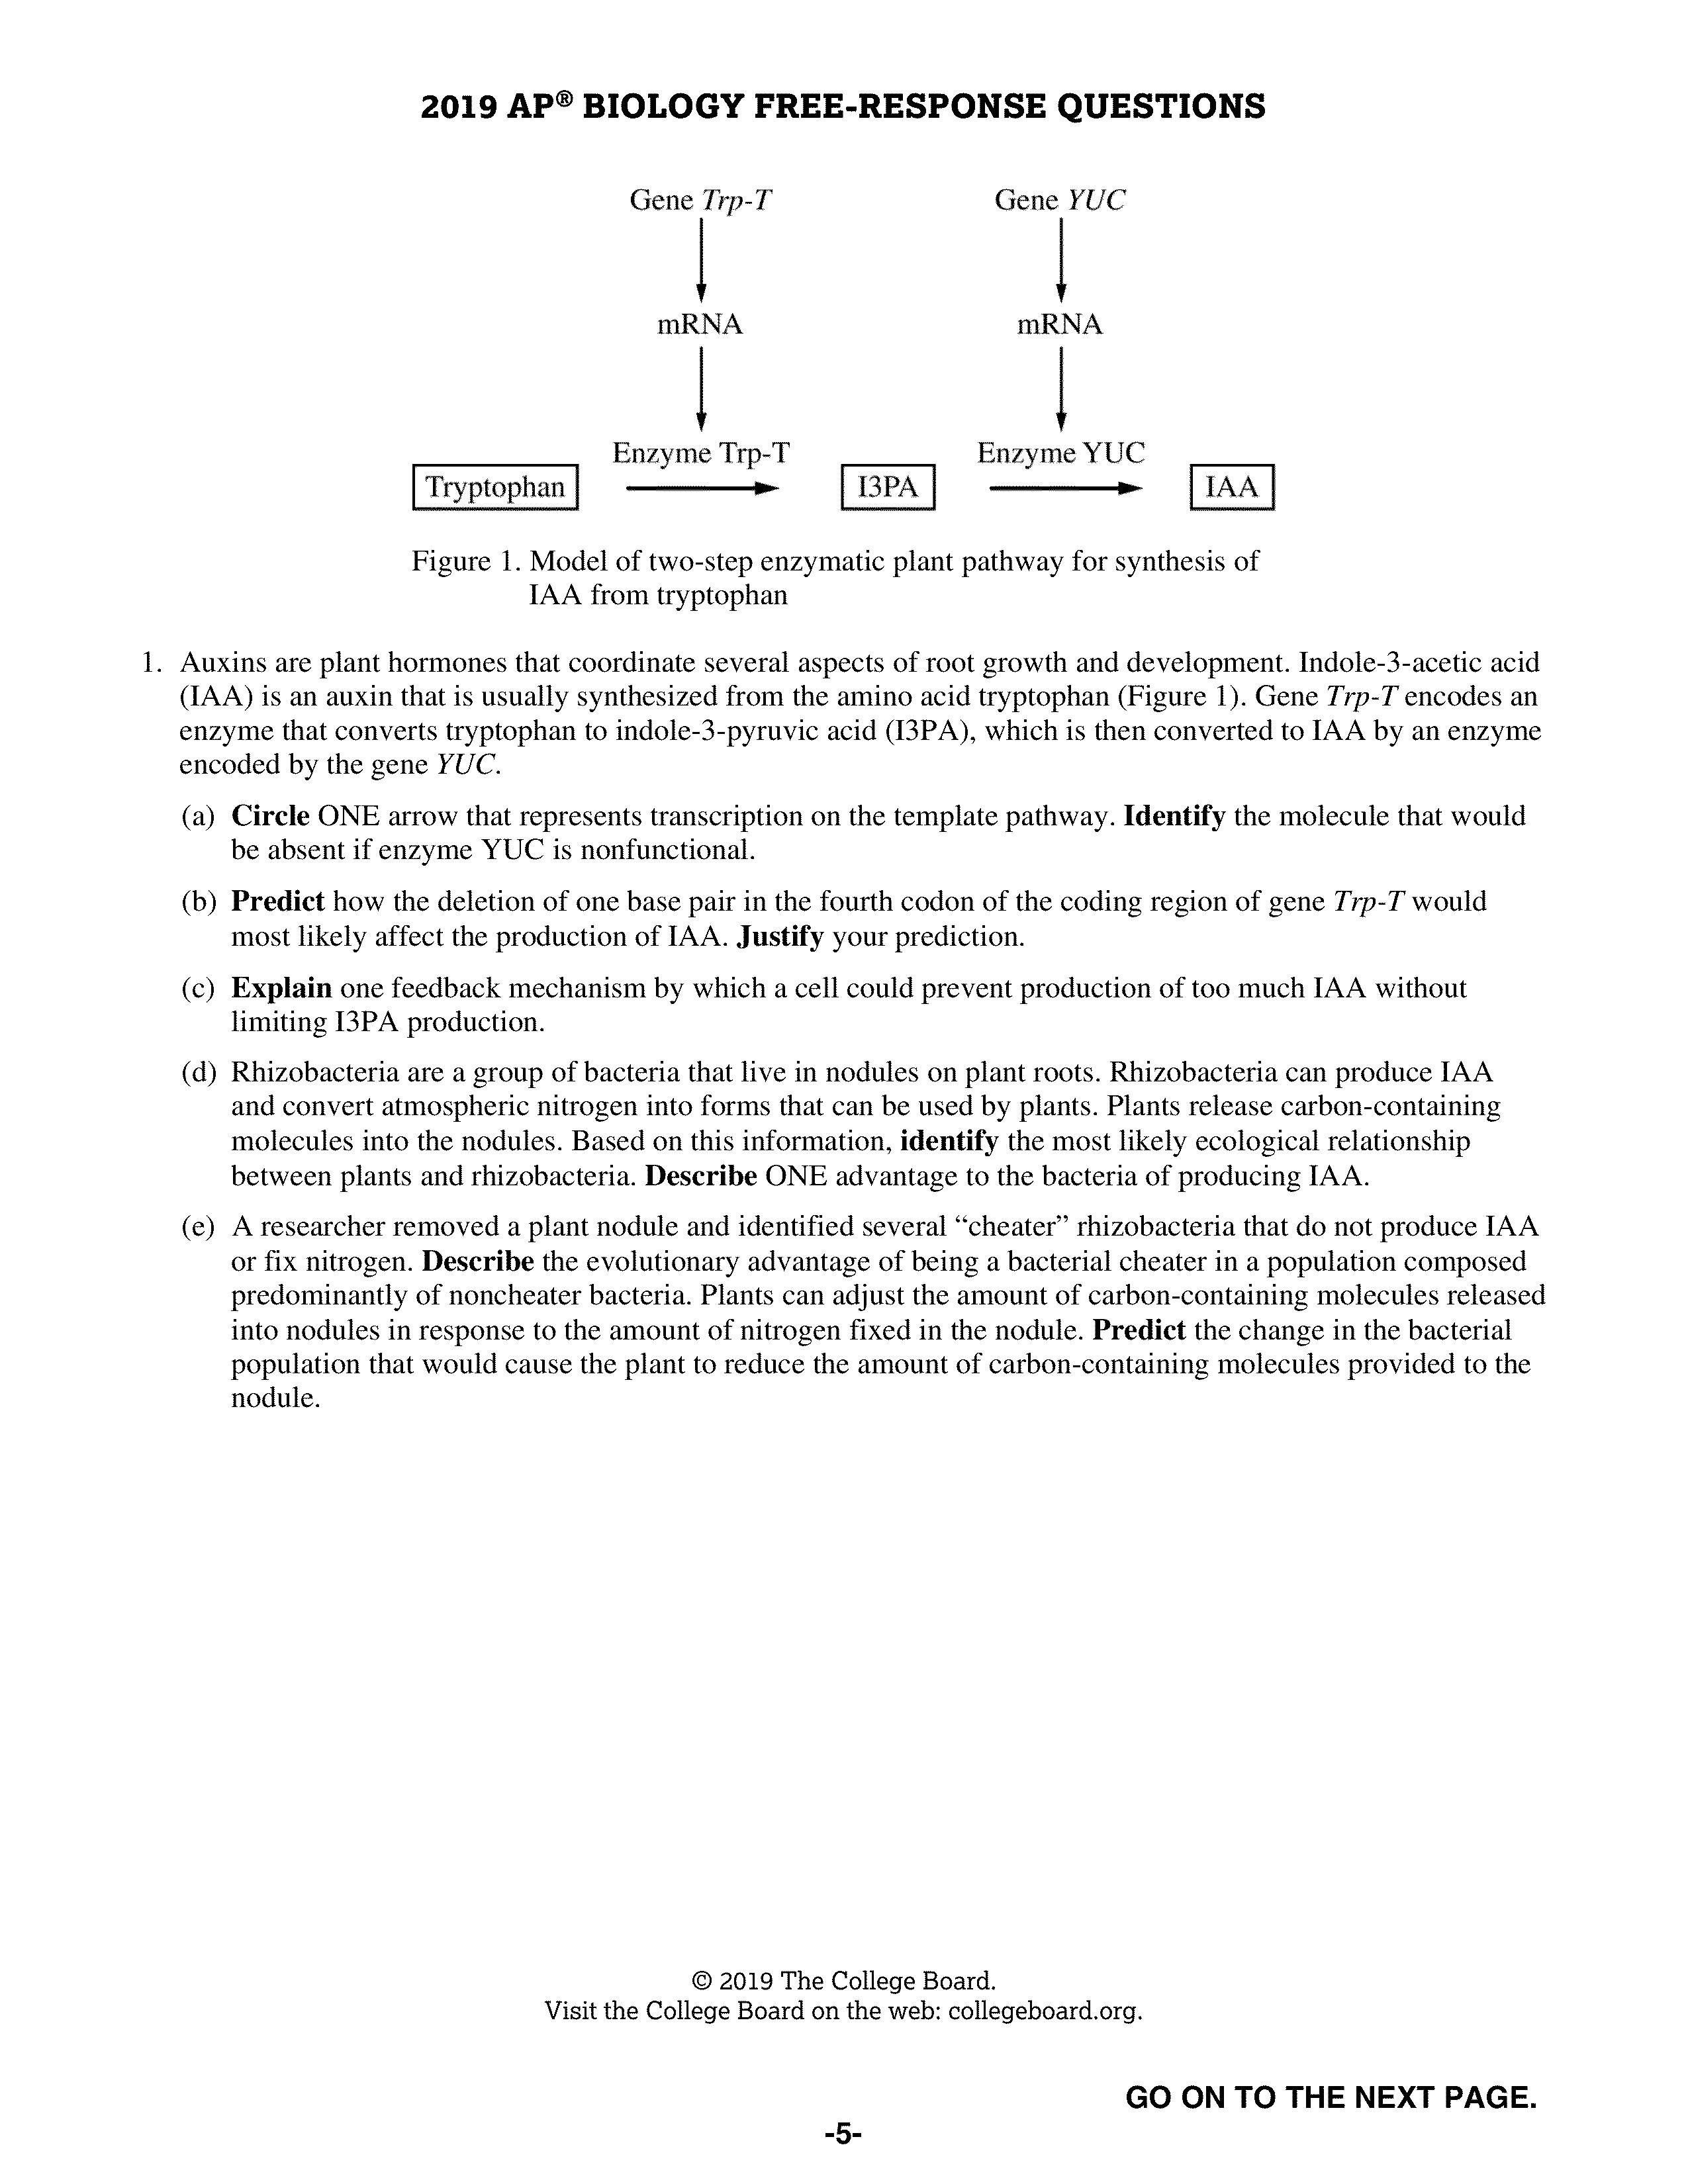 2019 AP® BIOLOGY FREE-RESPONSE QUESTIONS
Gene Trp-T
Gene YUC
mRNA
mRNA
Enzyme Trp-T
Enzyme YUC
Tryptophan
I3PA
IAA
Figure 1. Model of two-step enzymatic plant pathway for synthesis of
IAA from tryptophan
1. Auxins are plant hormones that coordinate several aspects of root growth and development. Indole-3-acetic acid
(IAA) is an auxin that is usually synthesized from the amino acid tryptophan (Figure 1). Gene Trp-T encodes an
enzyme that converts tryptophan to indole-3-pyruvic acid (I3PA), which is then converted to IAA by an enzyme
encoded by the gene YUC.
(a) Circle ONE arrow that represents transcription on the template pathway. Identify the molecule that would
be absent if enzyme YUC is nonfunctional.
(b) Predict how the deletion of one base pair in the fourth codon of the coding region of gene Trp-T would
most likely affect the production of IAA. Justify your prediction.
(c) Explain one feedback mechanism by which a cell could prevent production of too much IAA without
limiting I3PA production.
(d) Rhizobacteria are a group of bacteria that live in nodules on plant roots. Rhizobacteria can produce IAA
and convert atmospheric nitrogen into forms that can be used by plants. Plants release carbon-containing
molecules into the nodules. Based on this information, identify the most likely ecological relationship
between plants and rhizobacteria. Describe ONE advantage to the bacteria of producing IAA.
(e) A researcher removed a plant nodule and identified several “cheater” rhizobacteria that do not produce IAA
or fix nitrogen. Describe the evolutionary advantage of being a bacterial cheater in a population composed
predominantly of noncheater bacteria. Plants can adjust the amount of carbon-containing molecules released
into nodules in response to the amount of nitrogen fixed in the nodule. Predict the change in the bacterial
population that would cause the plant to reduce the amount of carbon-containing molecules provided to the
nodule.
© 2019 The College Board.
Visit the College Board on the web: collegeboard.org.
GO ON TO THE NEXT PAGE.
-5-